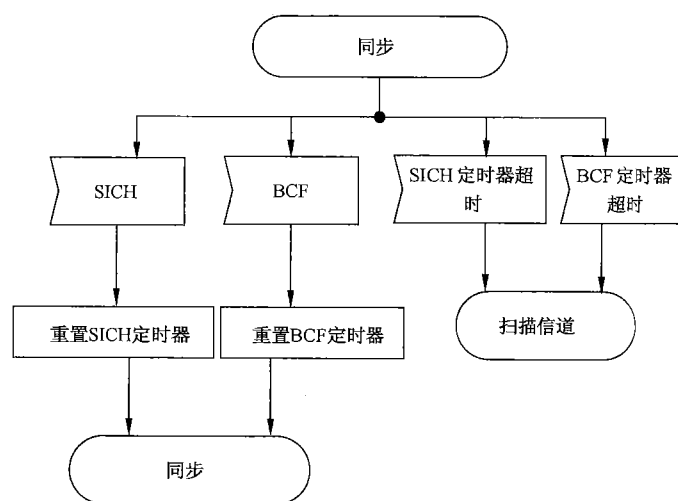 同步
SICH
BCF
SICH 定时器超
时
BCF 定时器
超时
重置SICH定时器
重置BCF定时器
扫描信道
同步